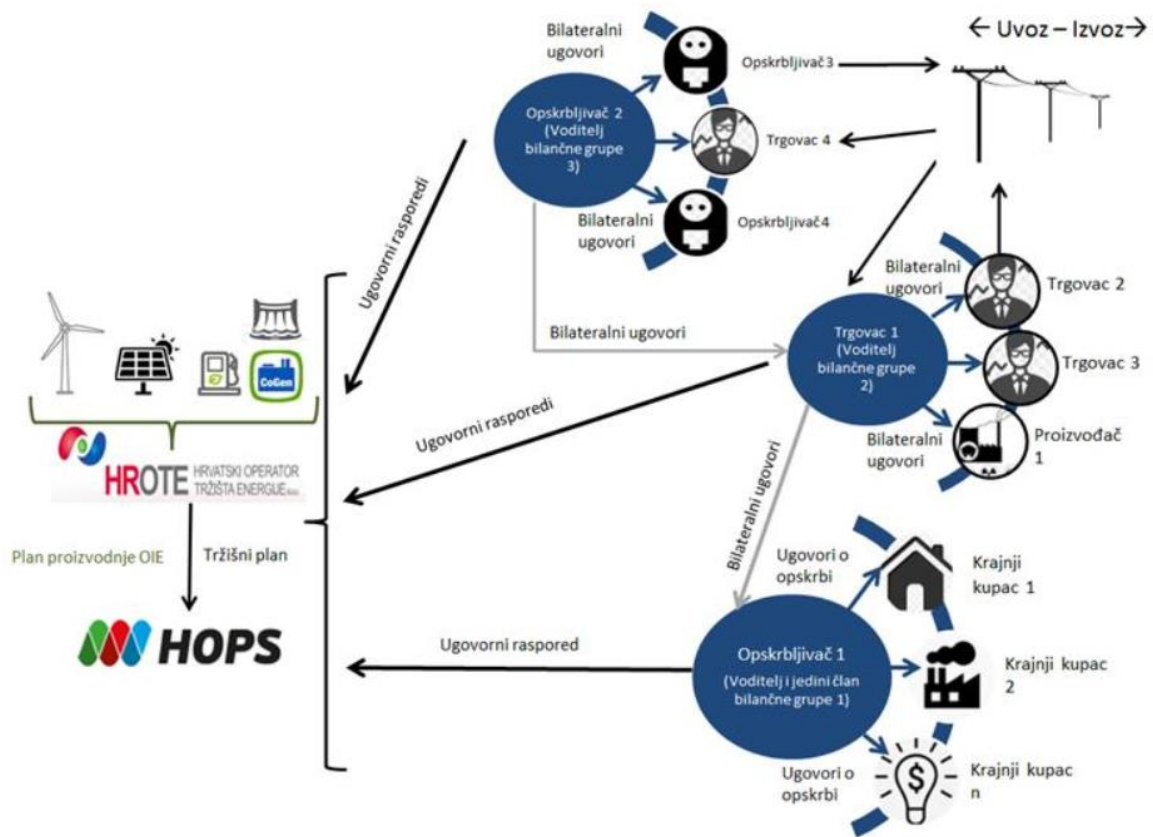 Bilateralni
ugovori
← Uvoz – Izvoz→
Opskrbljivač 3
Opskrbljivač 2
(Voditelj
bilančne grupe
3)
Trgovac 4
Bilateralni
ugovori
Opskrbljivač4
Ugovorni rasporedi
Bilateralni ugovori
Bilateralni
ugovori
Trgovac 2
Trgovac 1
(Voditelj
bilančne grupe
2)
Trgovac 3
Bilateralni
ugovori
Proizvođač
1
Ugovorni rasporedi
Bilateralni ugovori
CoGen
HROTE
HRVATSKI OPERATOR
TRŽIŠTA ENERGIJE
Plan proizvodnje OIE
Tržišni plan
HOPS
Ugovori o
opskrbi
Krajnji
kupac 1
Ugovorni raspored
Opskrbljivač 1
(Voditelj i jedini član
bilančne grupe 1)
Krajnji kupac
2
Ugovori o
opskrbi
$
Krajnji kupac
n